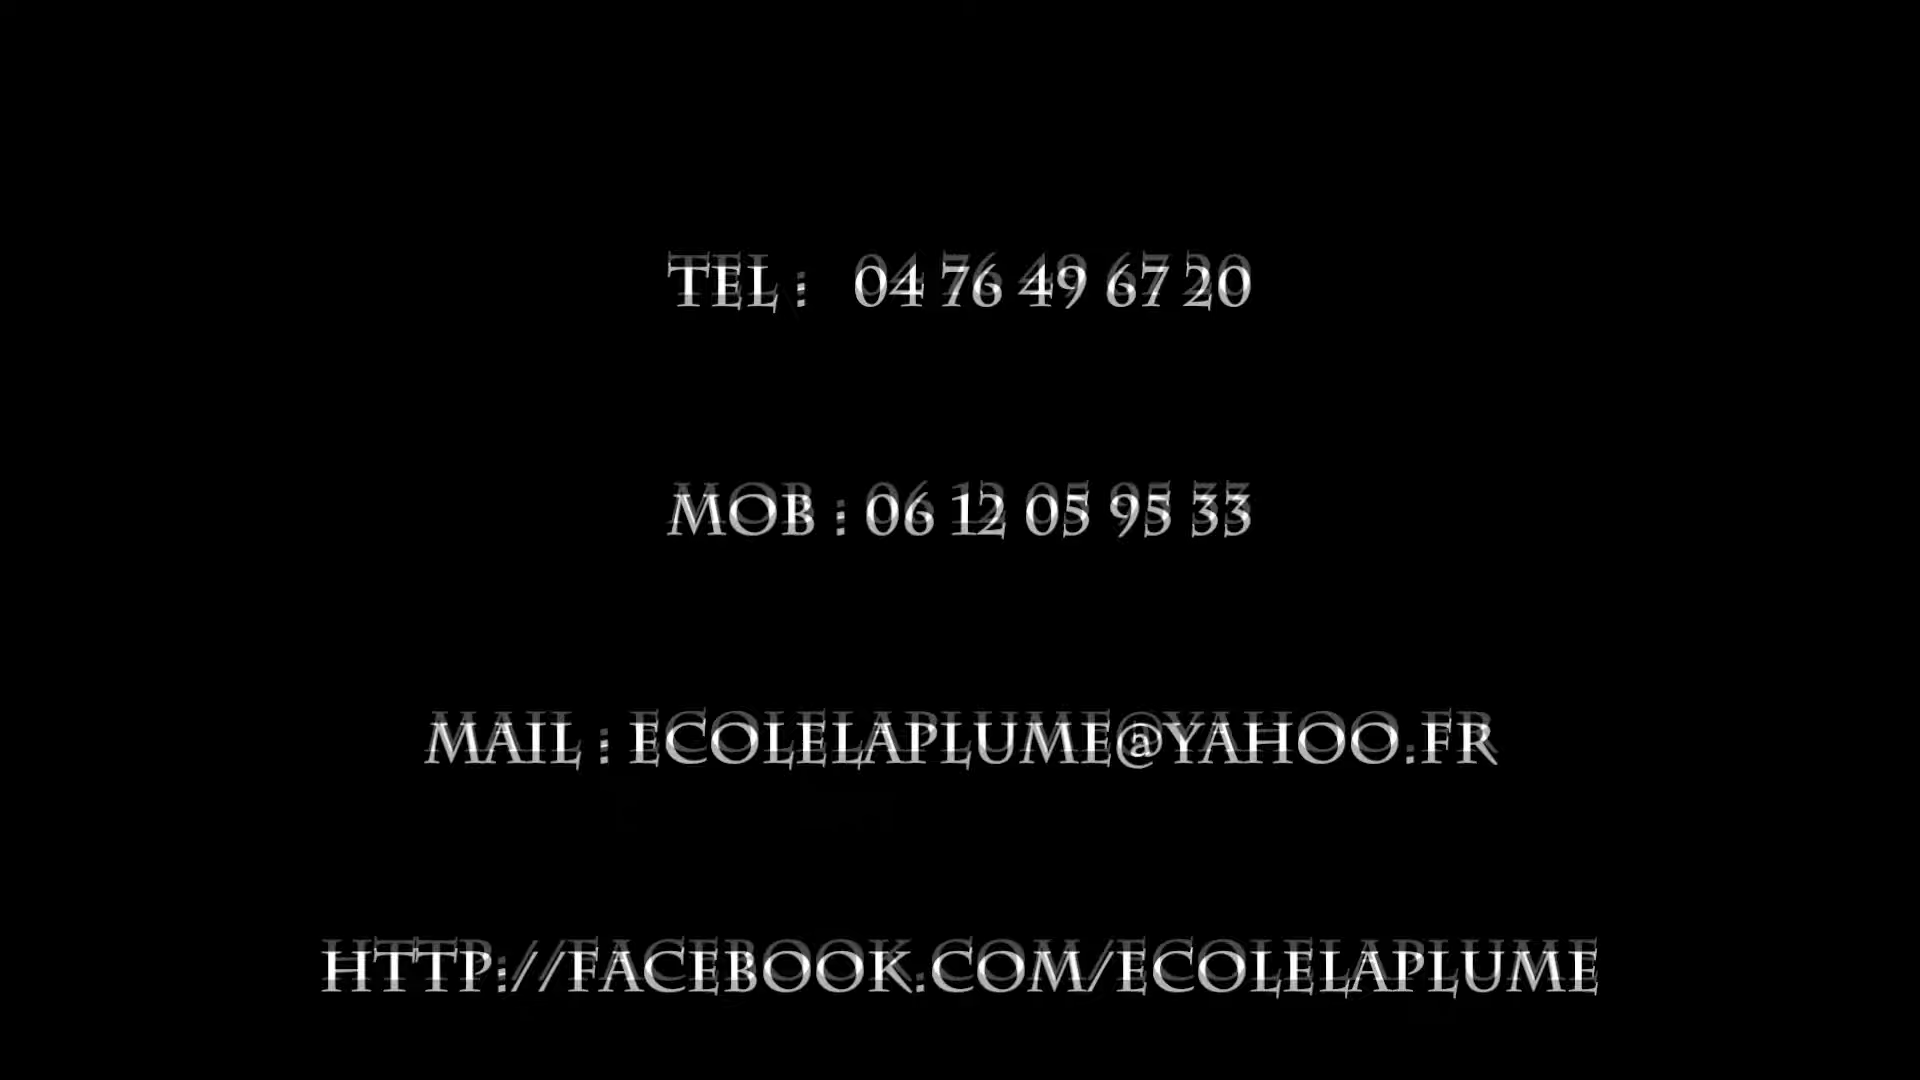 TEL : 04 76 49 67 20
MOB : 06 12 05 95 33
MAIL : ECOLELAPLUME@YAHOO.FR
HTTP://FACEBOOK.COM/ECOLELAPLUME